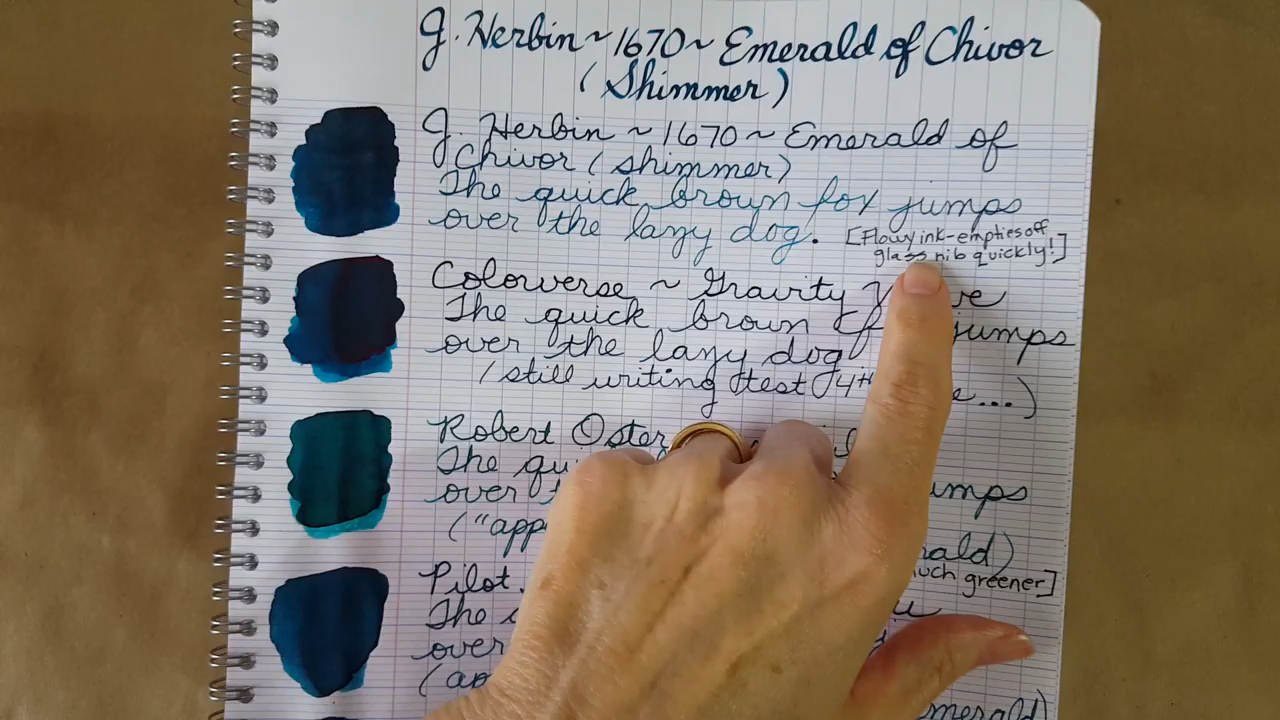 J. Herbin ~ 1670 ~ Emerald of Chivor
(Shimmer)
J. Herbin ~ 1670 ~ Emerald of
Chivor (shimmer)
The quick brown fox jumps
over the lazy dog.
[Flowy ink-empties off
glass nib quickly!]
Colorverse ~ Gravity
The quick brown jumps
over the lazy dog
(still writing test ...)
Robert Oster
The
over
Pilot
greener]
The
over